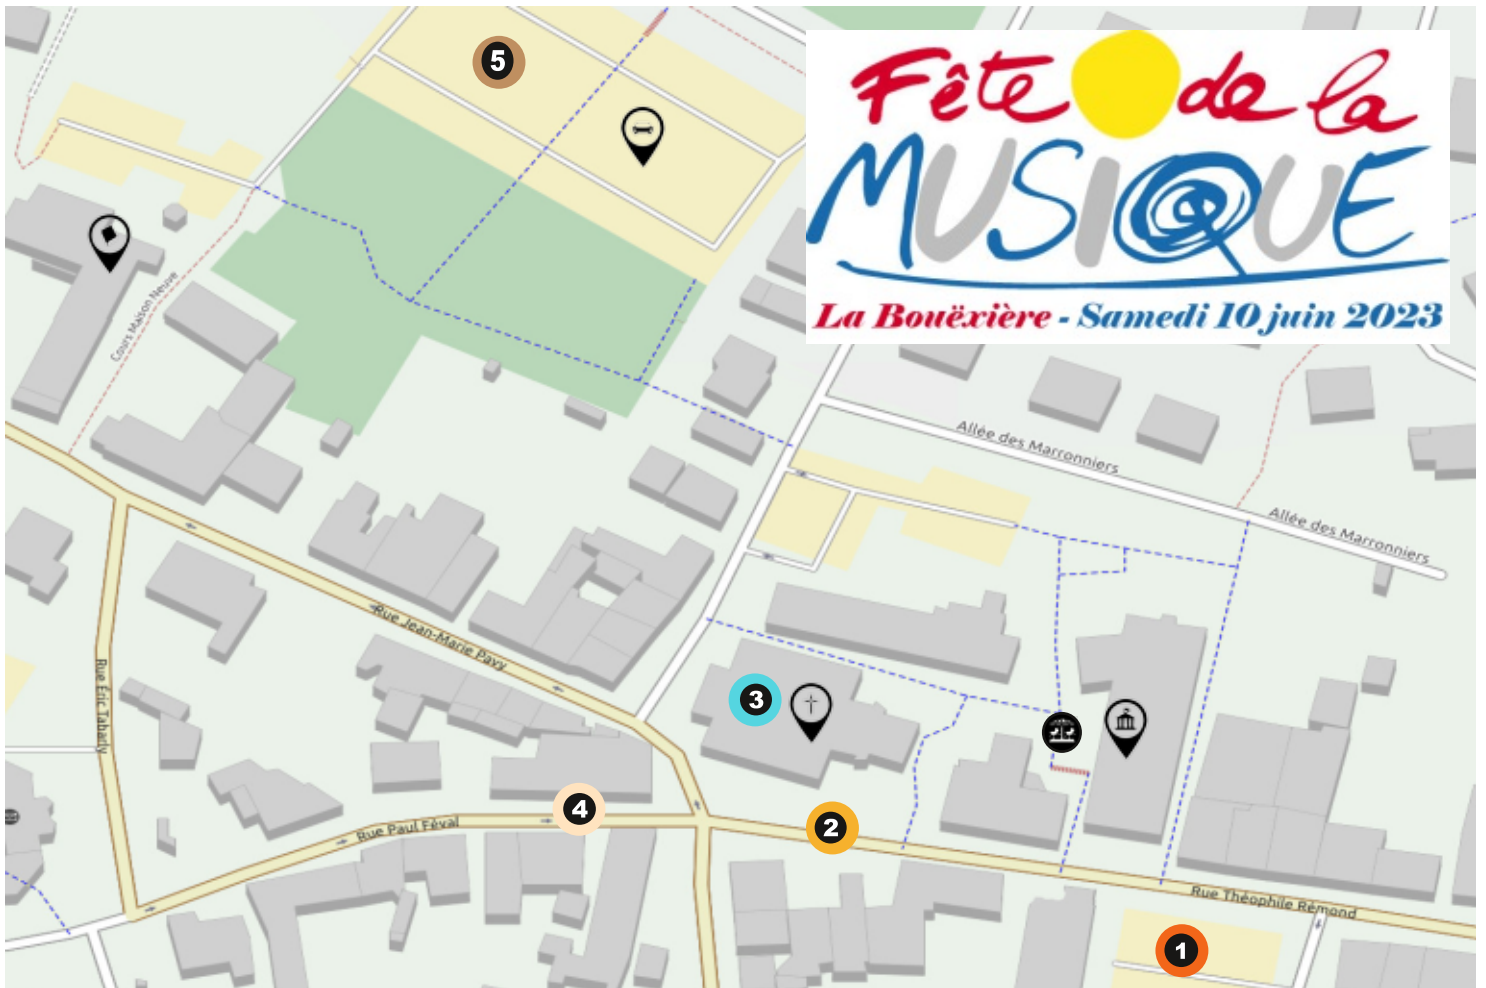 5
Fête de la
MUSIQUE
La Bouëxière - Samedi 10 juin 2023
Cours Maison Neuve
Allée des Marronniers
Allée des Marronniers
Rue Jean-Marie Pavy
Rue Éric Tabarly
3
4
2
Rue Paul Féval
Rue Théophile Rémond
1